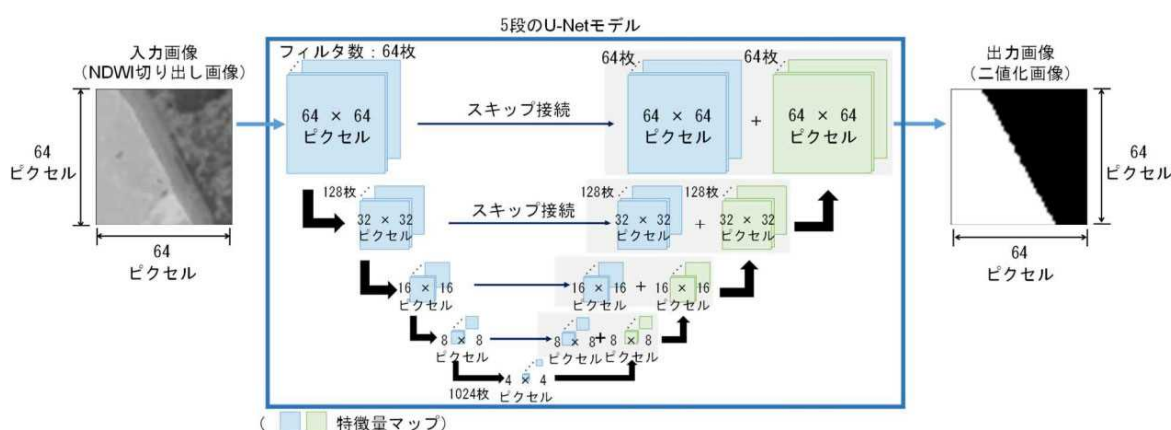 5段のU-Netモデル
入力画像
（NDWI切り出し画像）
64
ピクセル
64
ピクセル
フィルタ数：64枚
64 × 64
ピクセル
スキップ接続
64枚
64 × 64
ピクセル
+
64枚
64 × 64
ピクセル
128枚
32 × 32
ピクセル
スキップ接続
128枚
32 × 32
ピクセル
+
128枚
32 × 32
ピクセル
16 × 16
ピクセル
16 × 16
ピクセル
+
16 × 16
ピクセル
8 × 8
ピクセル
8 × 8
ピクセル
+
8 × 8
ピクセル
1024枚
4 × 4
ピクセル
出力画像
（二値化画像）
64
ピクセル
64
ピクセル
（ 特徴量マップ）